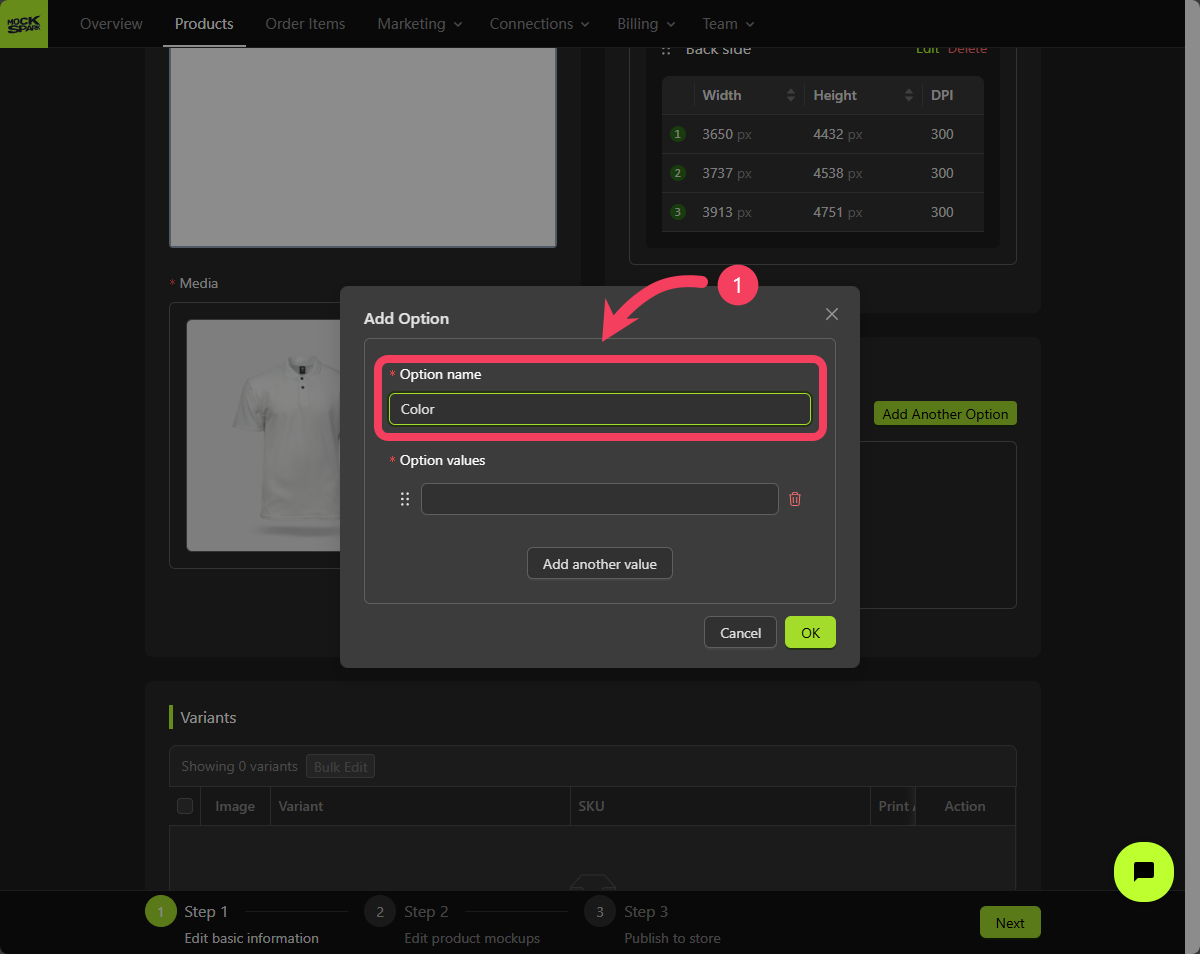 MOCK
SPARK
Overview Products Order Items Marketing Connections Billing Team
Back side Edit Delete
Width Height DPI
1 3650 px 4432 px 300
2 3737 px 4538 px 300
3 3913 px 4751 px 300
* Media
1
Add Option
* Option name
Color
Add Another Option
* Option values
Add another value
Cancel OK
Variants
Showing 0 variants Bulk Edit
Image Variant SKU Print Action
1 Step 1 2 Step 2 3 Step 3
Edit basic information Edit product mockups Publish to store
Next